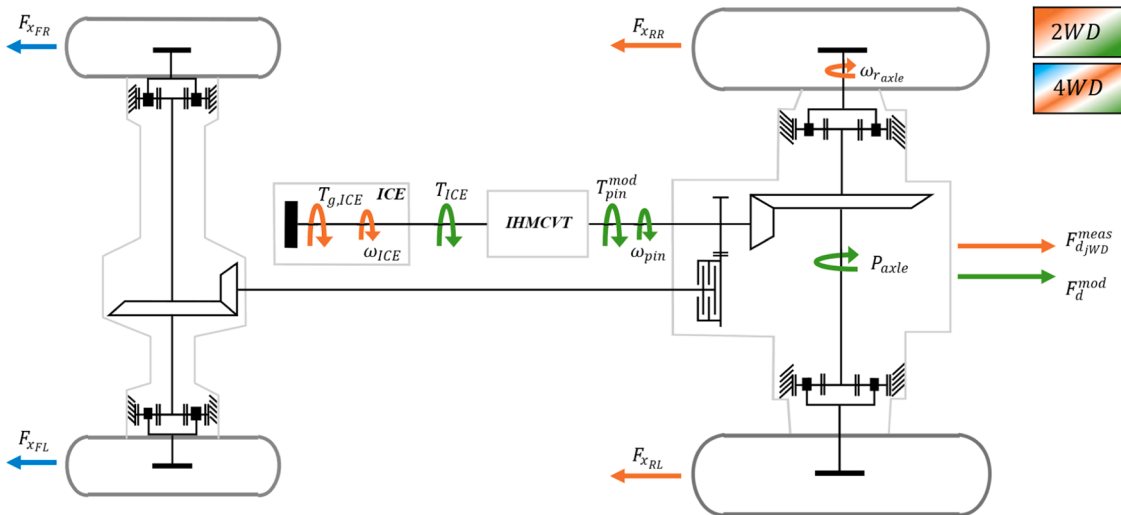 F_{x_{FR}}
F_{x_{RR}}
2WD
4WD
ω_{r_{axle}}
T_{g,ICE} ICE
T_{ICE}
T_{pin}^{mod}
IHMCVT
ω_{ICE}
ω_{pin}
F_{d_{jWD}}^{meas}
P_{axle}
F_d^{mod}
F_{x_{FL}}
F_{x_{RL}}